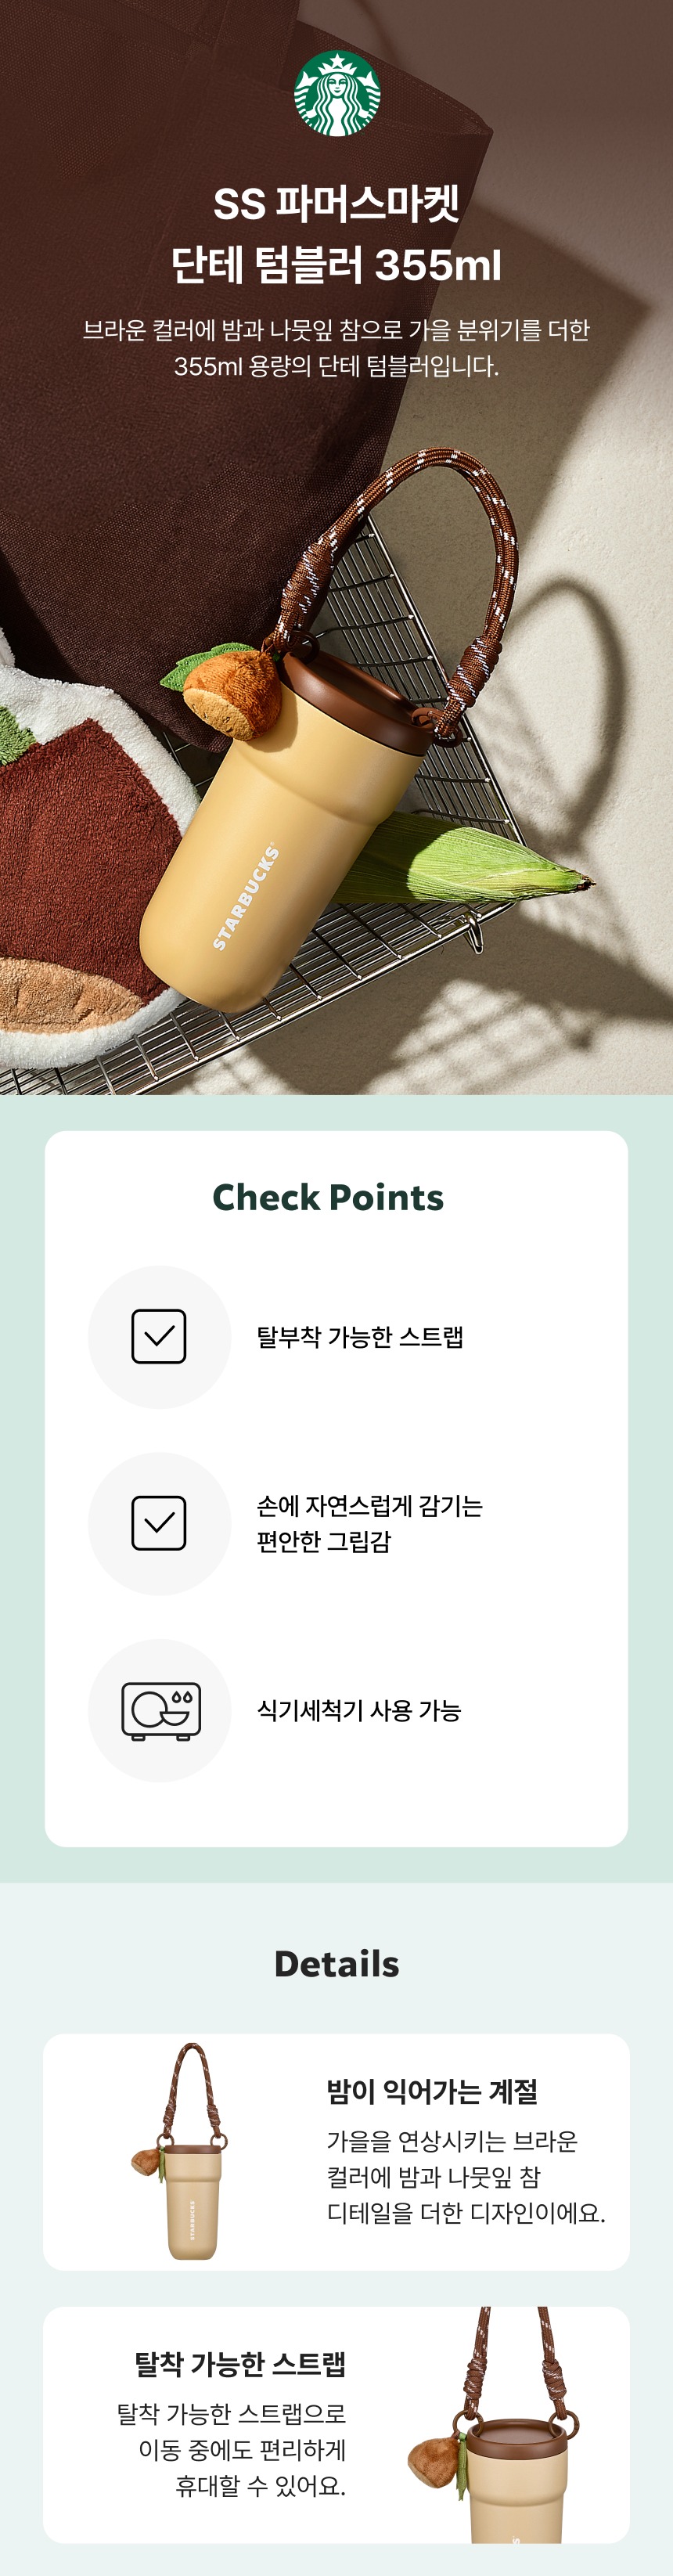 SS 파머스마켓
단테 텀블러 355ml
브라운 컬러에 밤과 나뭇잎 참으로 가을 분위기를 더한
355ml 용량의 단테 텀블러입니다.
STARBUCKS
Check Points
탈부착 가능한 스트랩
손에 자연스럽게 감기는
편안한 그립감
식기세척기 사용 가능
Details
STARBUCKS
밤이 익어가는 계절
가을을 연상시키는 브라운
컬러에 밤과 나뭇잎 참
디테일을 더한 디자인이에요.
탈착 가능한 스트랩
탈착 가능한 스트랩으로
이동 중에도 편리하게
휴대할 수 있어요.